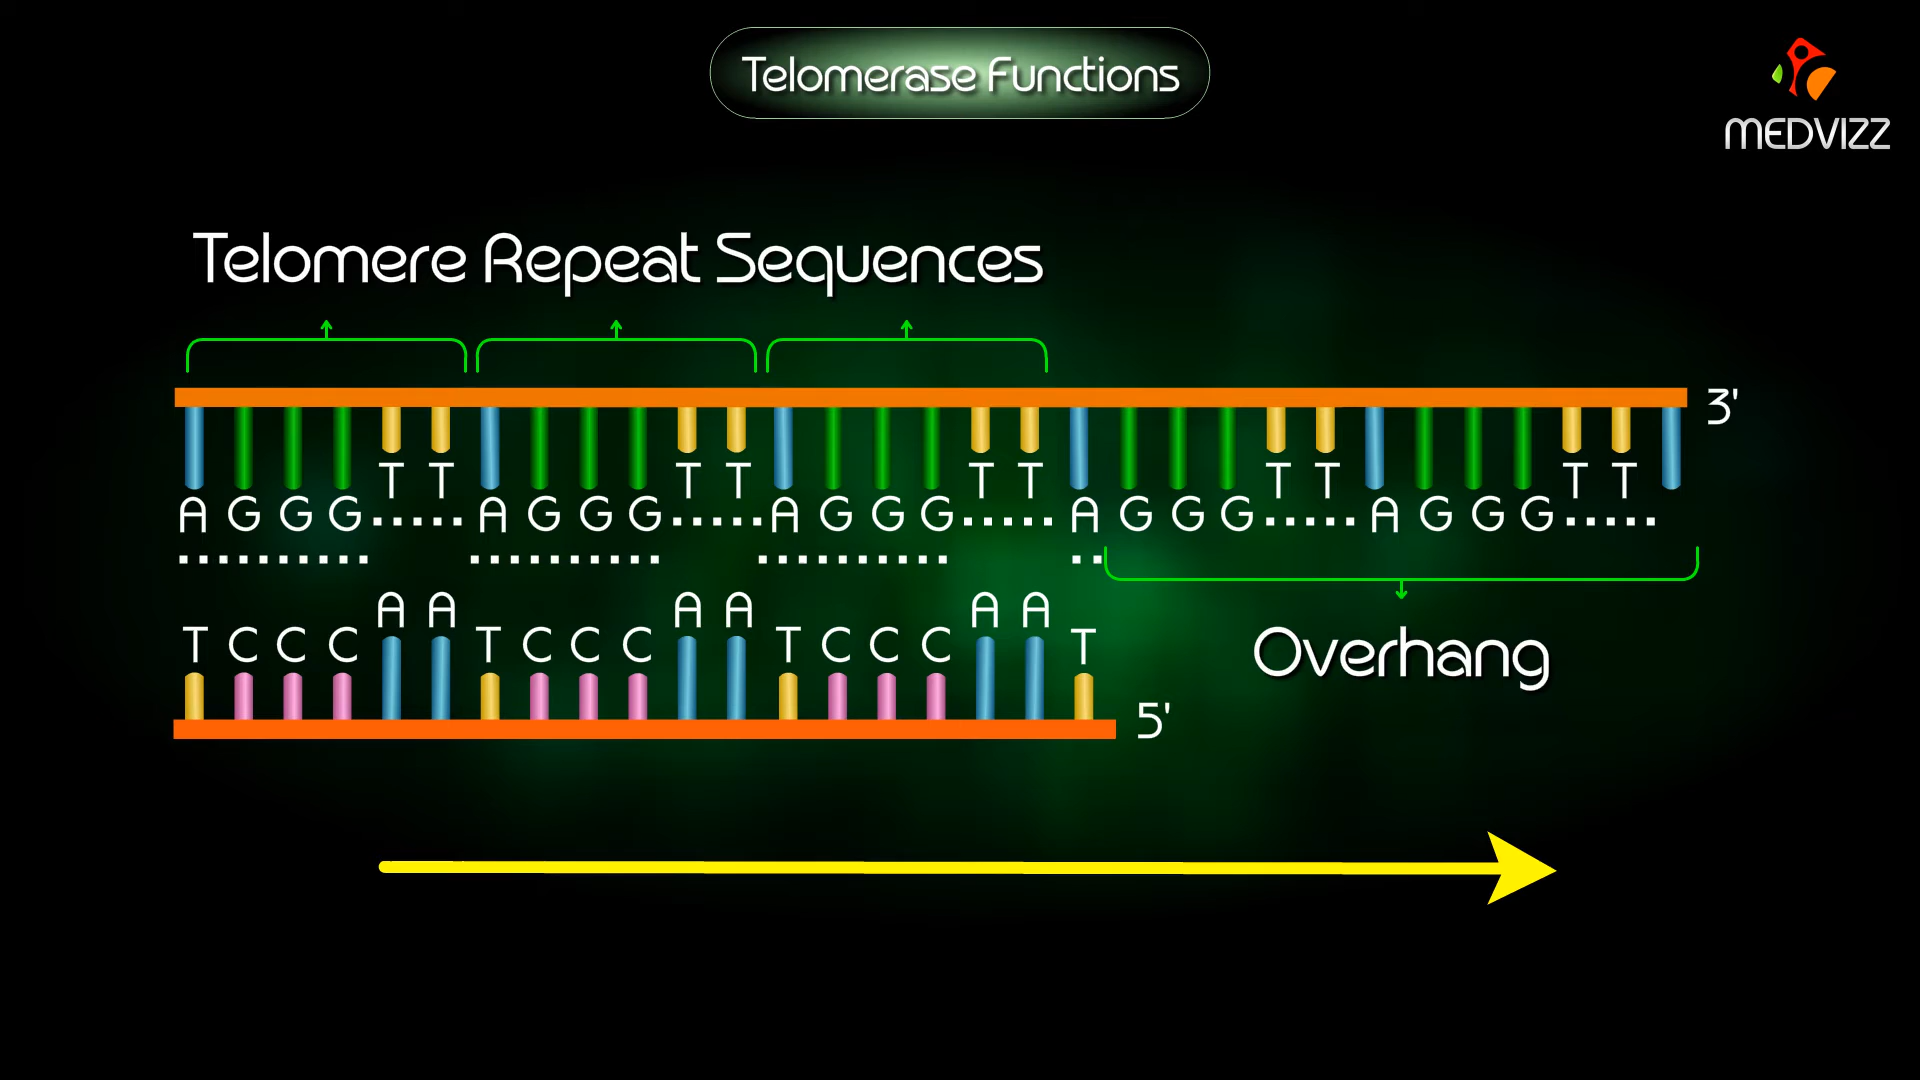 Telomerase Functions
MEDVIZZ
Telomere Repeat Sequences
3'
T T T T T T T T T T
A G G G A G G G A G G G A G G G A G G G
A A A A A A
T C C C T C C C T C C C T
Overhang
5'